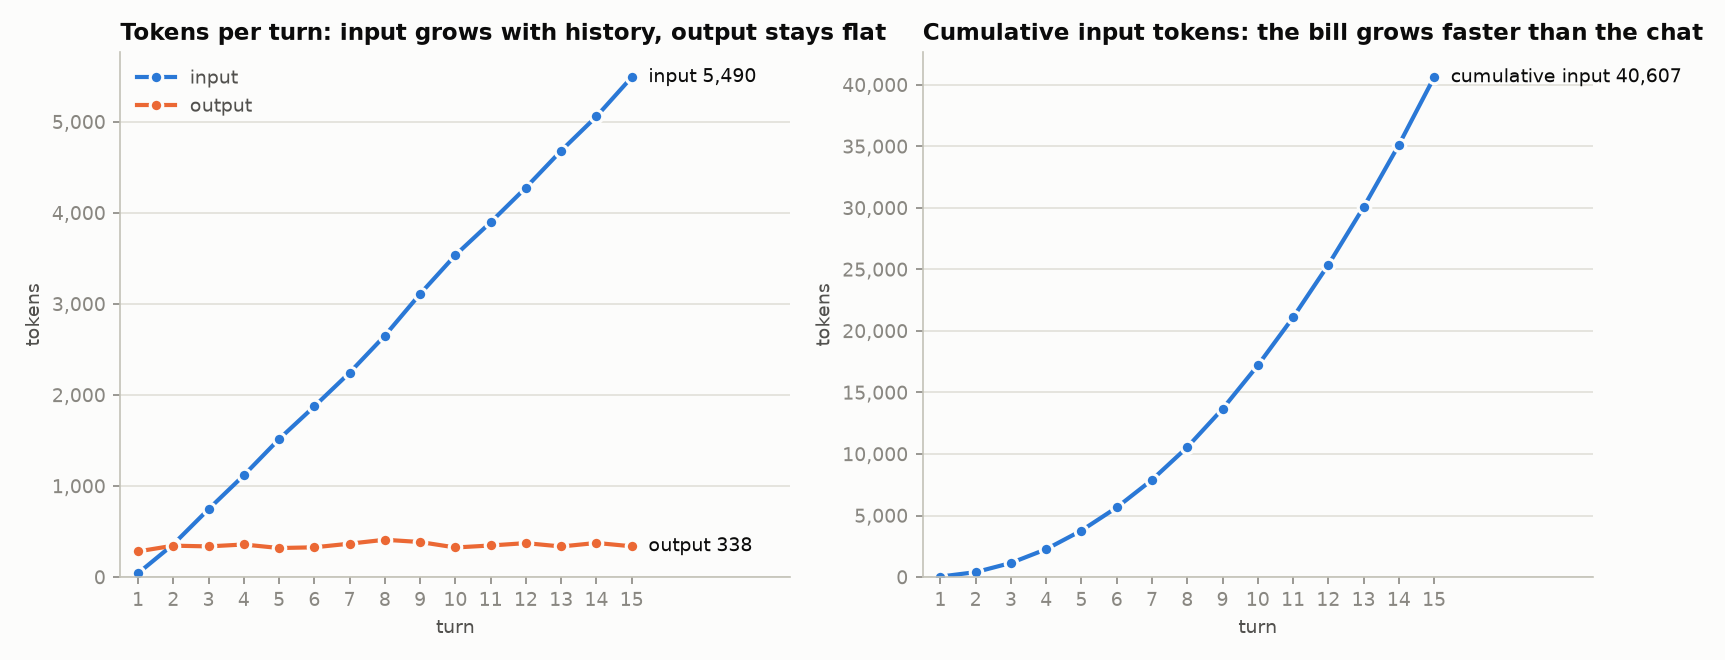 Tokens per turn: input grows with history, output stays flat
input
output
input 5,490
output 338
5,000
4,000
3,000
2,000
1,000
0
tokens
1 2 3 4 5 6 7 8 9 10 11 12 13 14 15
turn
Cumulative input tokens: the bill grows faster than the chat
cumulative input 40,607
40,000
35,000
30,000
25,000
20,000
15,000
10,000
5,000
0
tokens
1 2 3 4 5 6 7 8 9 10 11 12 13 14 15
turn